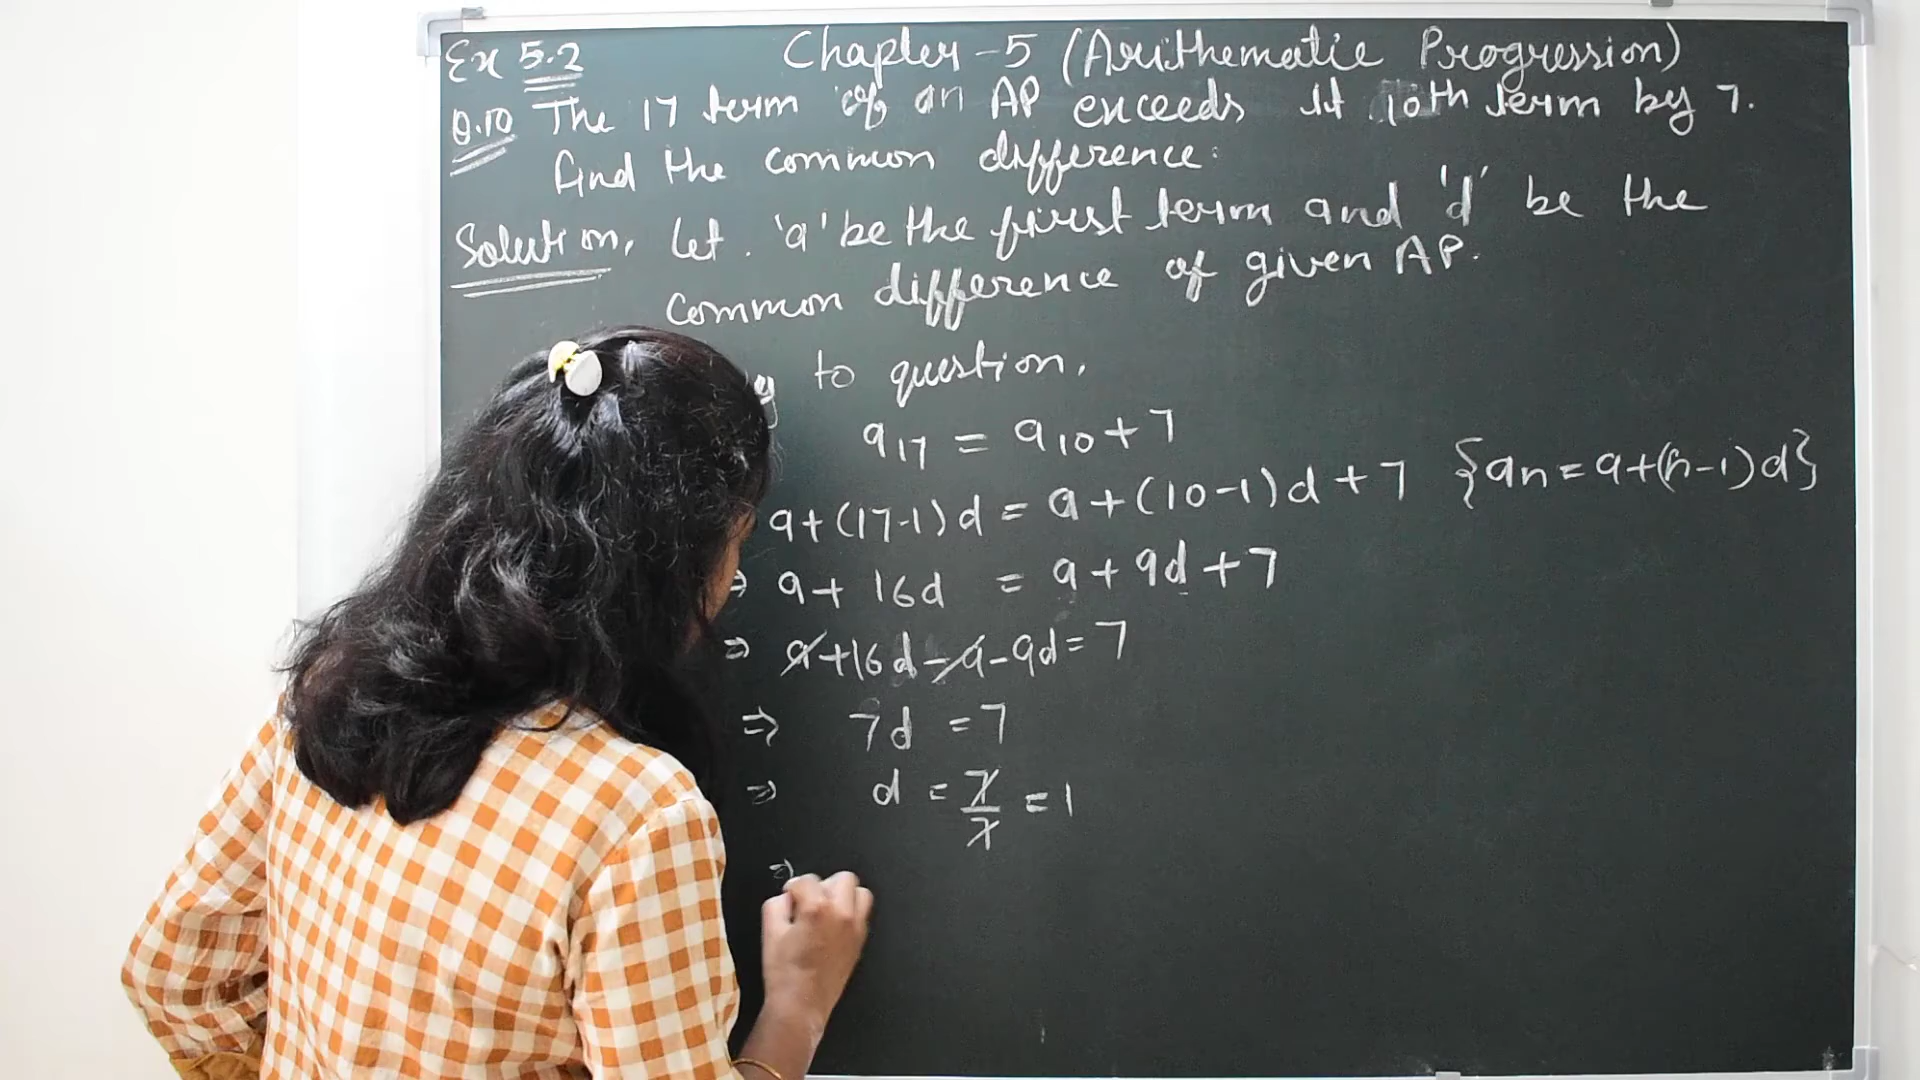 Ex 5.2 Chapter-5 (Arithematic Progression)
Q.10 The 17 term of an AP exceeds it 10th term by 7.
find the common difference.
Solution, Let 'a' be the first term and 'd' be the
common difference of given AP.
to question,
a17 = a10+7
a+(17-1)d = a+(10-1)d+7 {an=a+(n-1)d}
⇒ a+ 16d = a+9d+7
⇒ a+16d-a-9d=7
⇒ 7d =7
⇒ d = 7/7 =1
⇒